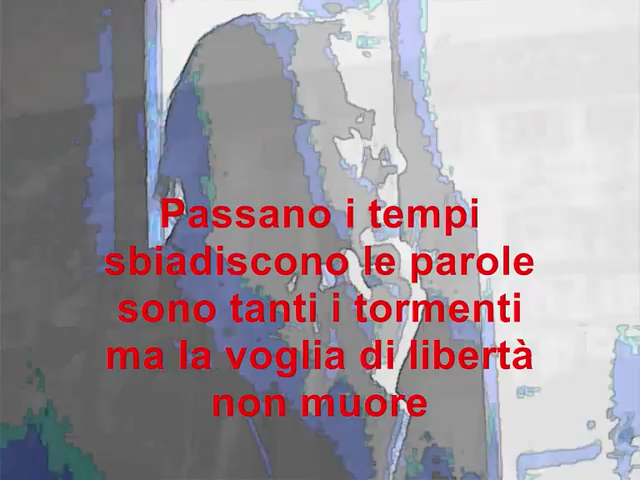 Passano i tempi
sbiadiscono le parole
sono tanti i tormenti
ma la voglia di libertà
non muore